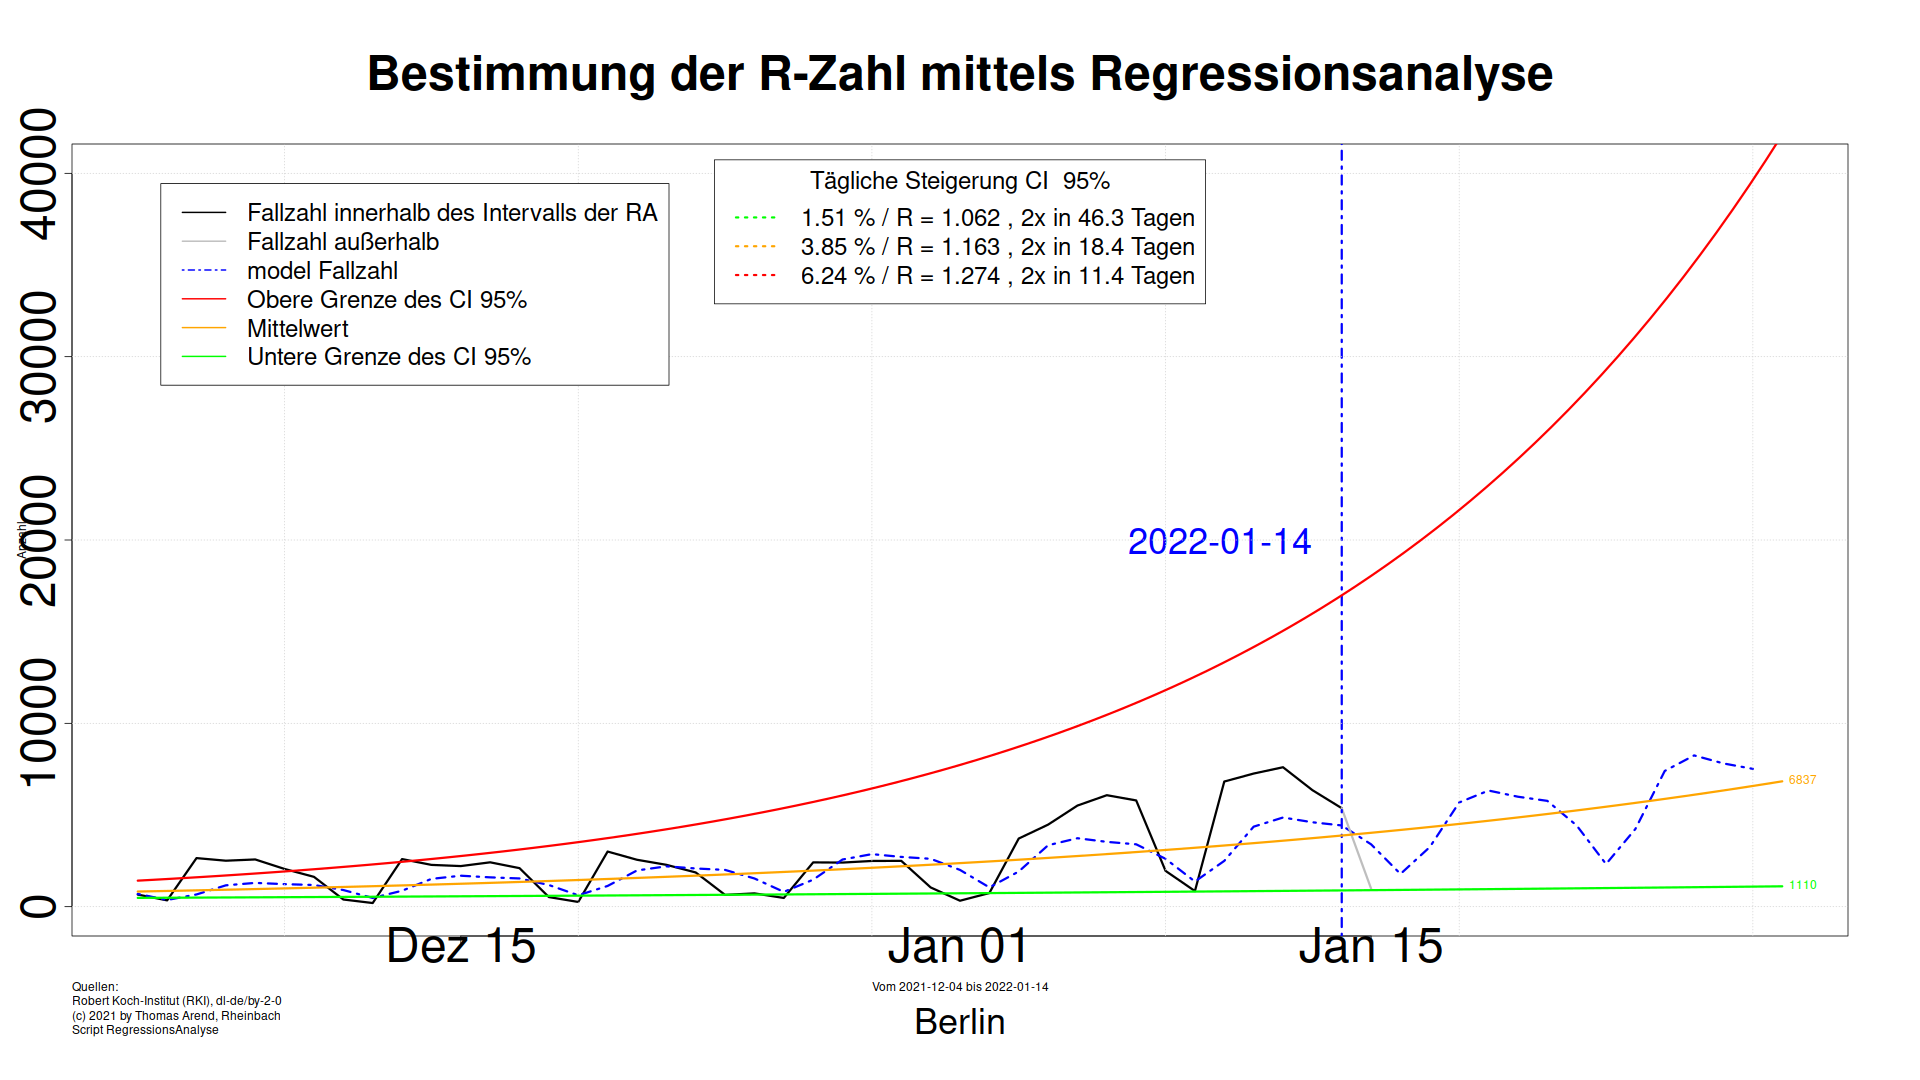 Bestimmung der R-Zahl mittels Regressionsanalyse
Anzahl
40000
30000
20000
10000
0
Fallzahl innerhalb des Intervalls der RA
Fallzahl außerhalb
model Fallzahl
Obere Grenze des CI 95%
Mittelwert
Untere Grenze des CI 95%
Tägliche Steigerung CI 95%
1.51 % / R = 1.062 , 2x in 46.3 Tagen
3.85 % / R = 1.163 , 2x in 18.4 Tagen
6.24 % / R = 1.274 , 2x in 11.4 Tagen
2022-01-14
6837
1110
Dez 15
Jan 01
Jan 15
Quellen:
Robert Koch-Institut (RKI), dl-de/by-2-0
(c) 2021 by Thomas Arend, Rheinbach
Script RegressionsAnalyse
Vom 2021-12-04 bis 2022-01-14
Berlin